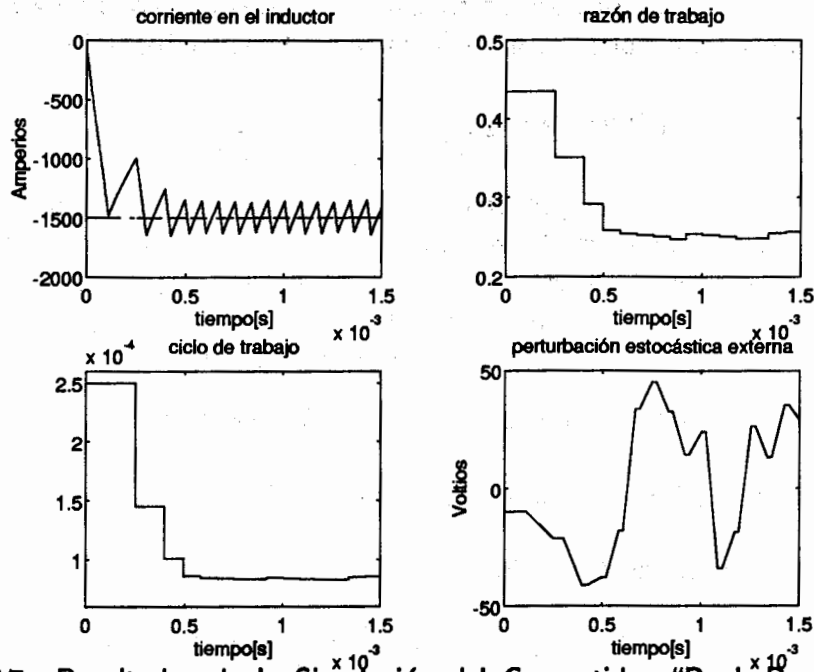 corriente en el inductor
0
-500
-1000
-1500
-2000
Amperios
0 0.5 1 1.5
tiempo[s]
x 10⁻³
razón de trabajo
0.5
0.4
0.3
0.2
0 0.5 1 1.5
tiempo[s]
x 10⁻³
x 10⁻⁴
ciclo de trabajo
2.5
2
1.5
1
0 0.5 1 1.5
tiempo[s]
x 10⁻³
perturbación estocástica externa
50
0
-50
Voltios
0 0.5 1 1.5
tiempo[s]
x 10⁻³